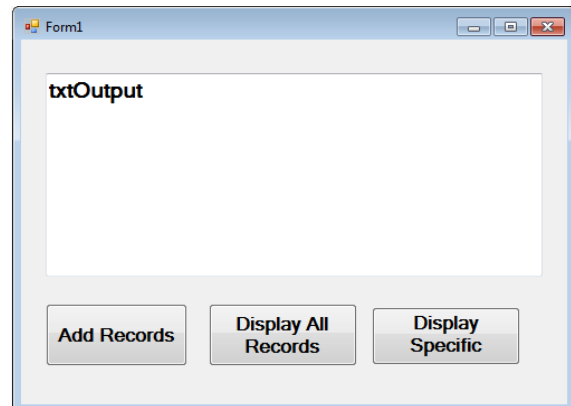 Form1
txtOutput
Add Records
Display All
Records
Display
Specific